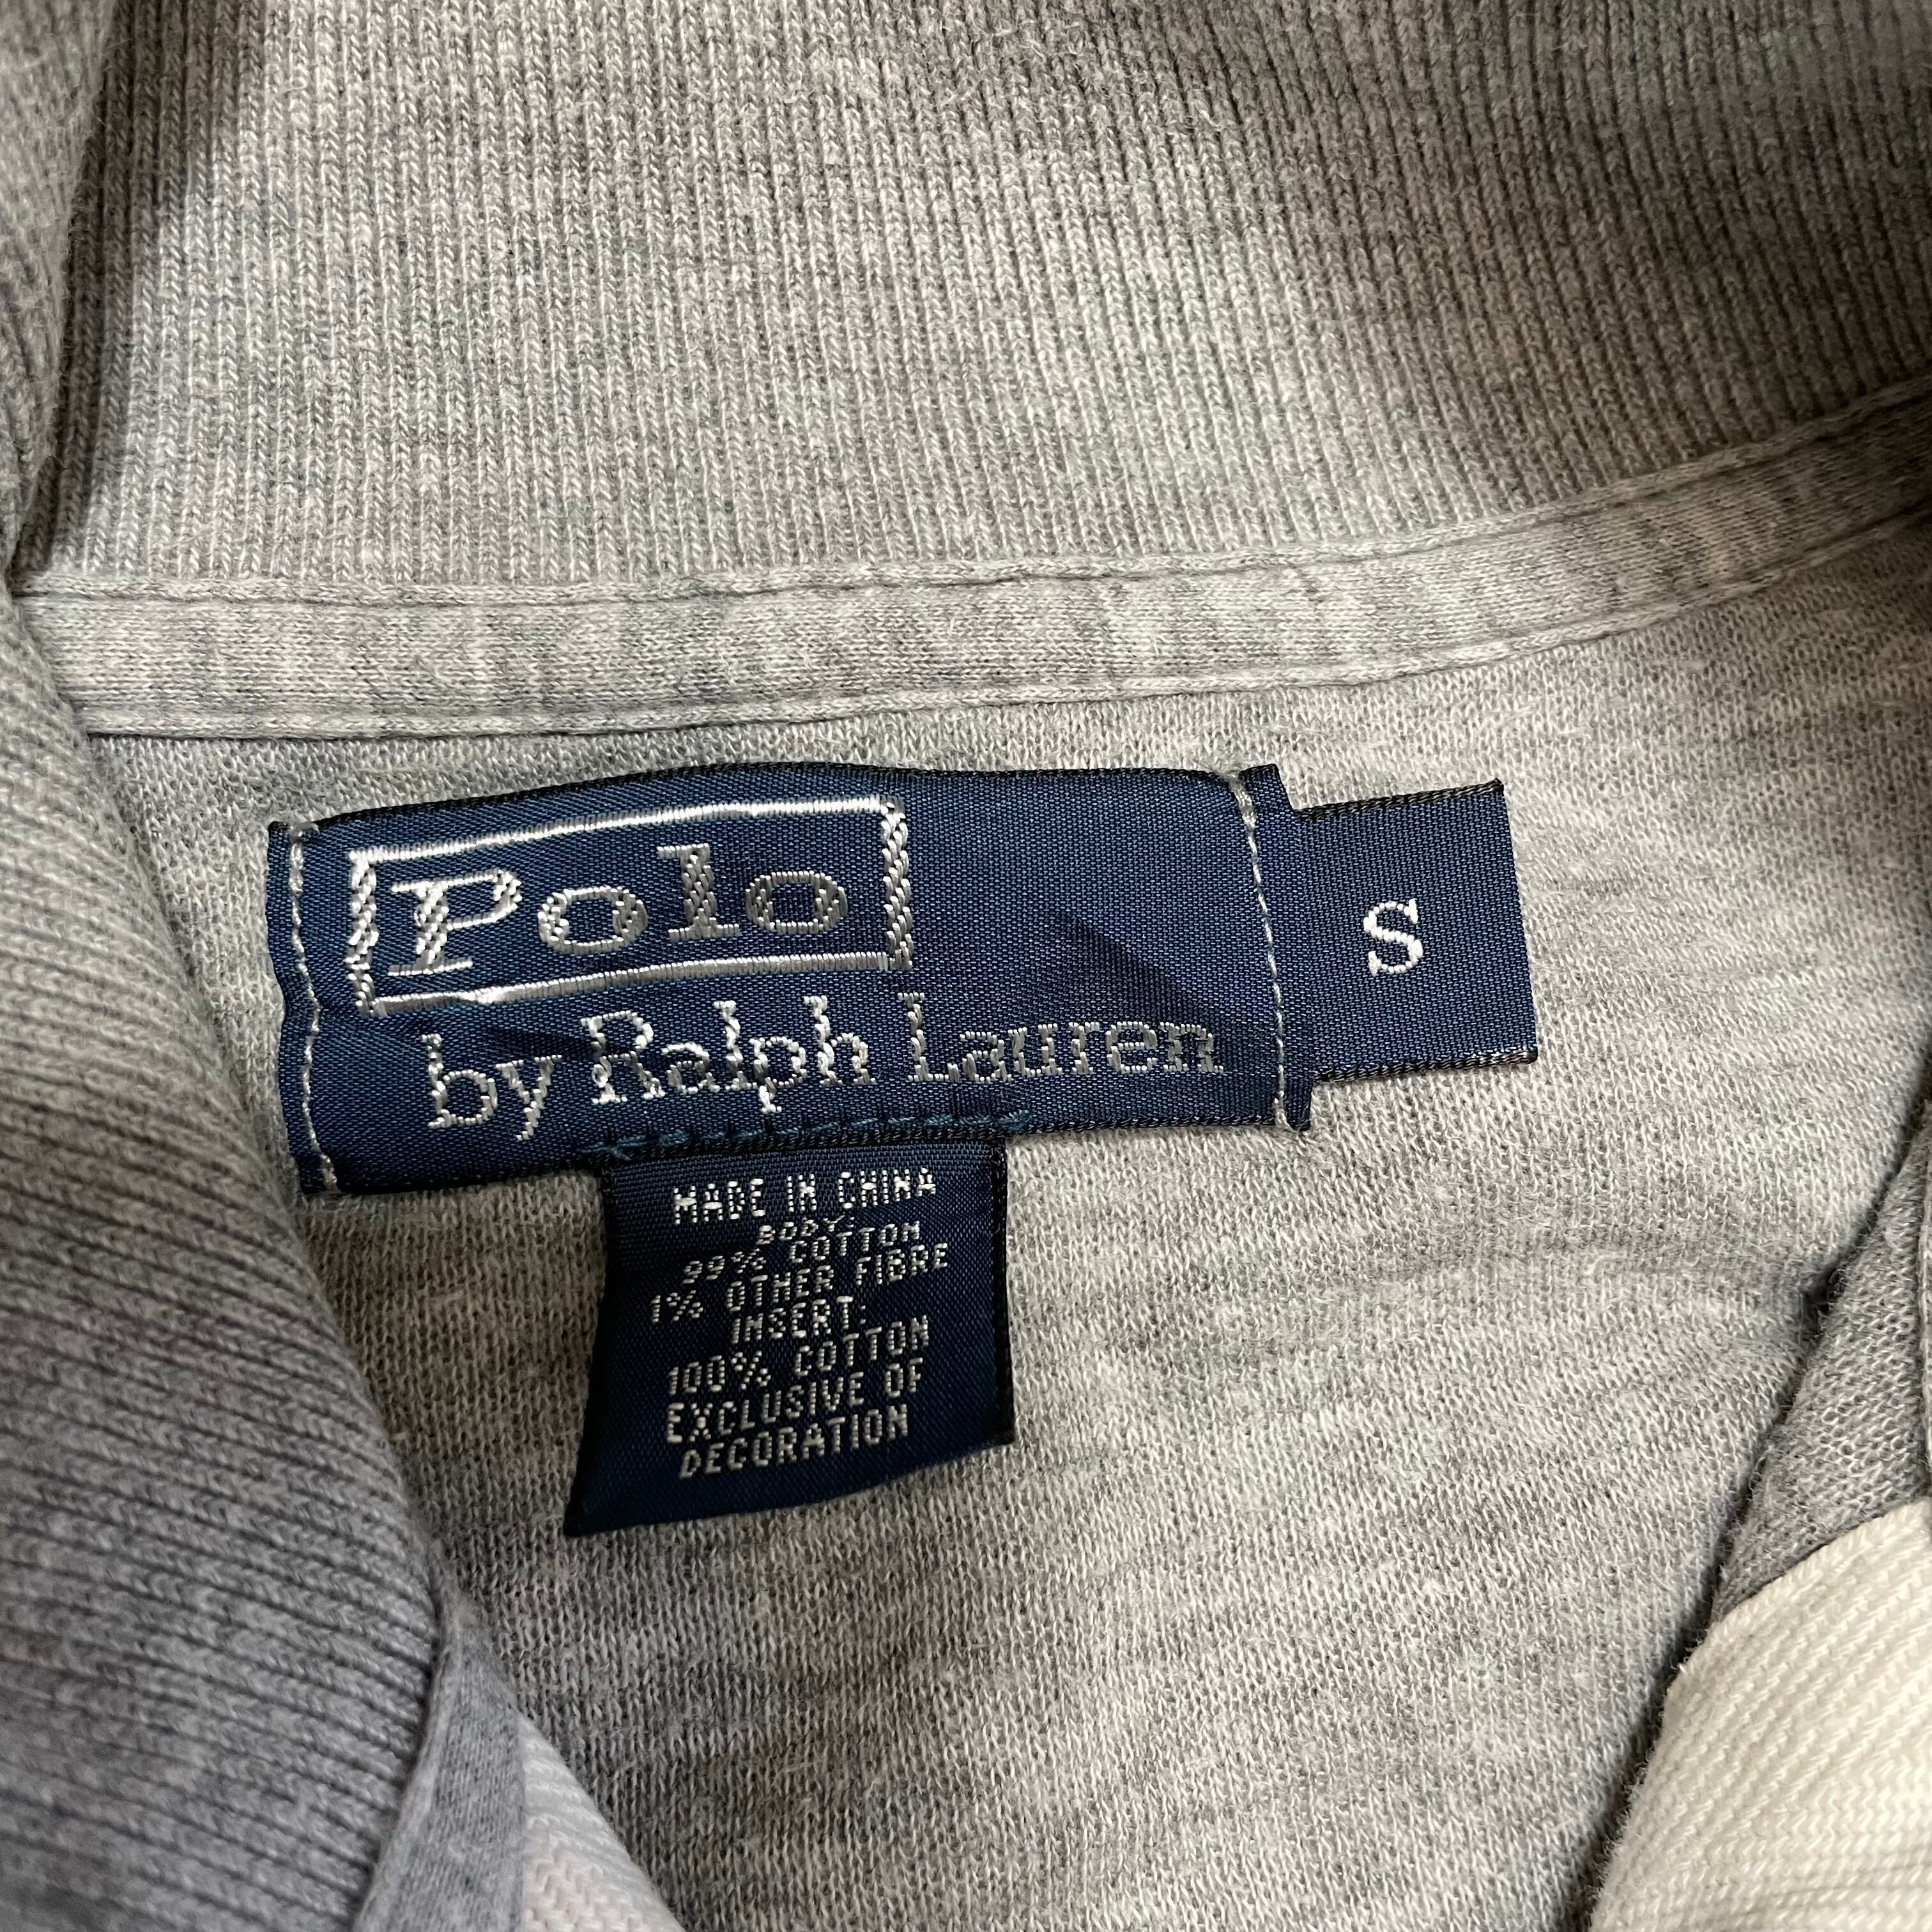 Polo
by Ralph Lauren
S
MADE IN CHINA
BODY:
99% COTTON
1% OTHER FIBRE
INSERT:
100% COTTON
EXCLUSIVE OF
DECORATION